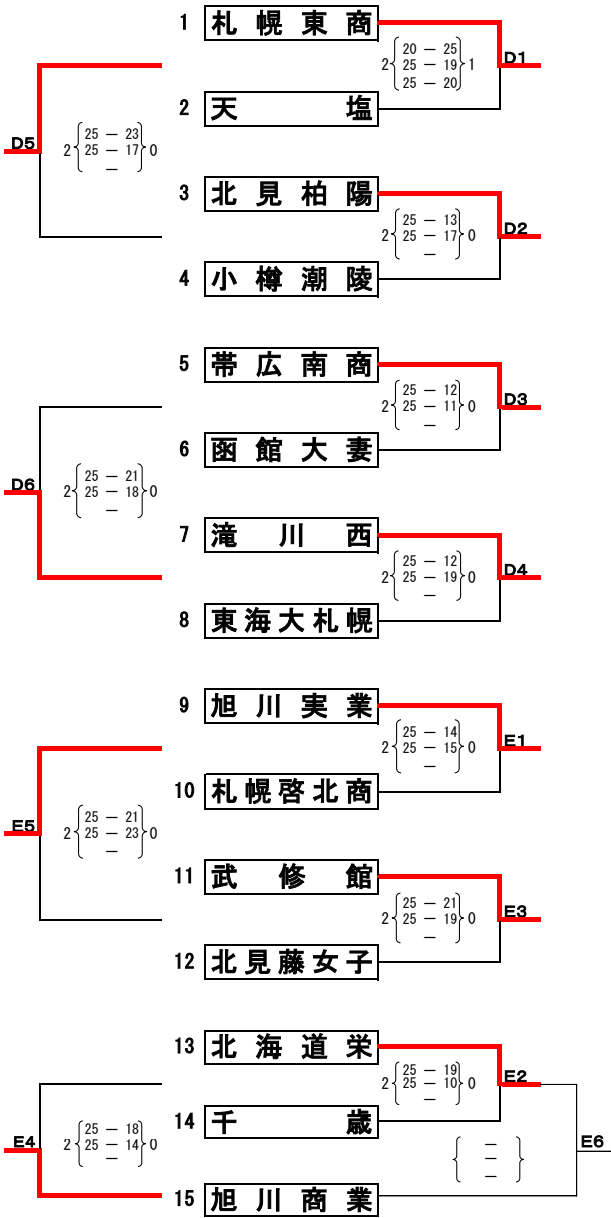 1 札幌東商
20 — 25
2 25 — 19 1
25 — 20
D1
2 天塩
D5
25 — 23
2 25 — 17 0
—
3 北見柏陽
25 — 13
2 25 — 17 0
—
D2
4 小樽潮陵
5 帯広南商
25 — 12
2 25 — 11 0
—
D3
6 函館大妻
D6
25 — 21
2 25 — 18 0
—
7 滝川西
25 — 12
2 25 — 19 0
—
D4
8 東海大札幌
9 旭川実業
25 — 14
2 25 — 15 0
—
E1
10 札幌啓北商
E5
25 — 21
2 25 — 23 0
—
11 武修館
25 — 21
2 25 — 19 0
—
E3
12 北見藤女子
13 北海道栄
25 — 19
2 25 — 10 0
—
E2
14 千歳
E4
25 — 18
2 25 — 14 0
—
—
—
—
E6
15 旭川商業